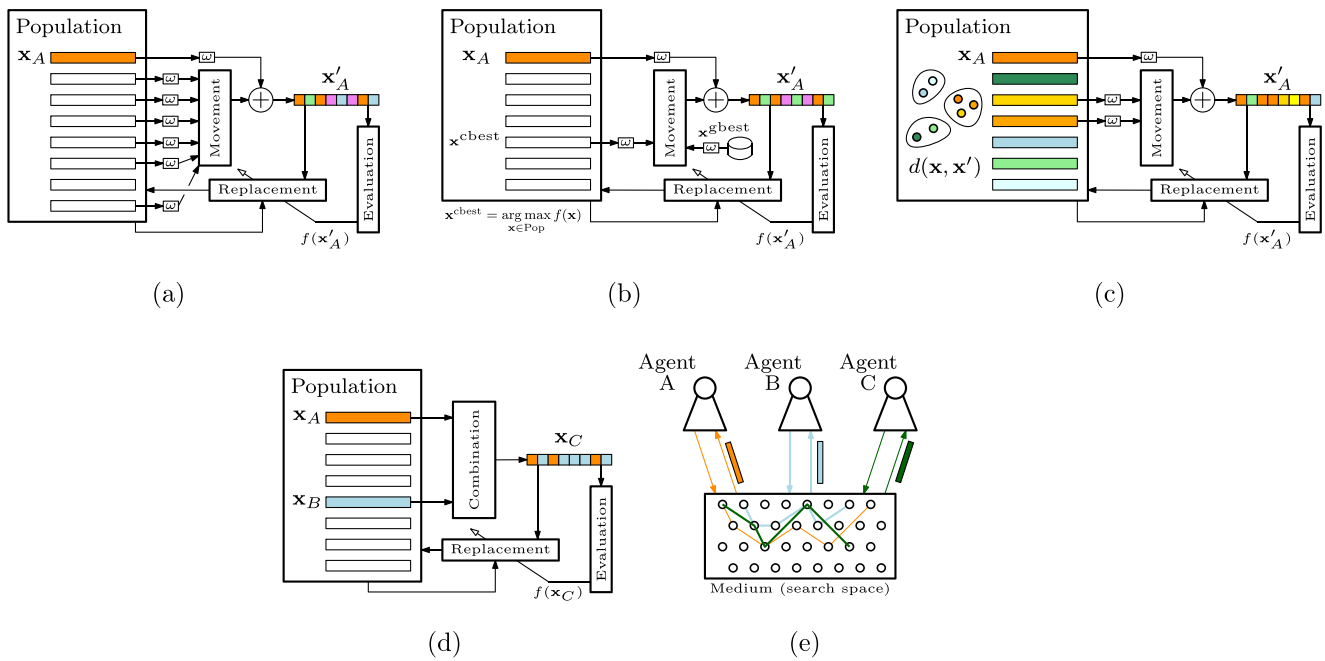 Population
𝐱_A
ω
ω
ω
ω
ω
ω
ω
Movement
+
𝐱′_A
Evaluation
Replacement
f(𝐱′_A)
(a)
Population
𝐱_A
ω
𝐱^cbest
ω
Movement
+
𝐱′_A
𝐱^gbest
ω
Evaluation
Replacement
𝐱^cbest = arg max f(𝐱)
𝐱∈Pop
f(𝐱′_A)
(b)
Population
𝐱_A
ω
ω
ω
Movement
+
𝐱′_A
d(𝐱, 𝐱′)
Evaluation
Replacement
f(𝐱′_A)
(c)
Population
𝐱_A
𝐱_B
Combination
𝐱_C
Evaluation
Replacement
f(𝐱_C)
(d)
Agent
A
Agent
B
Agent
C
Medium (search space)
(e)